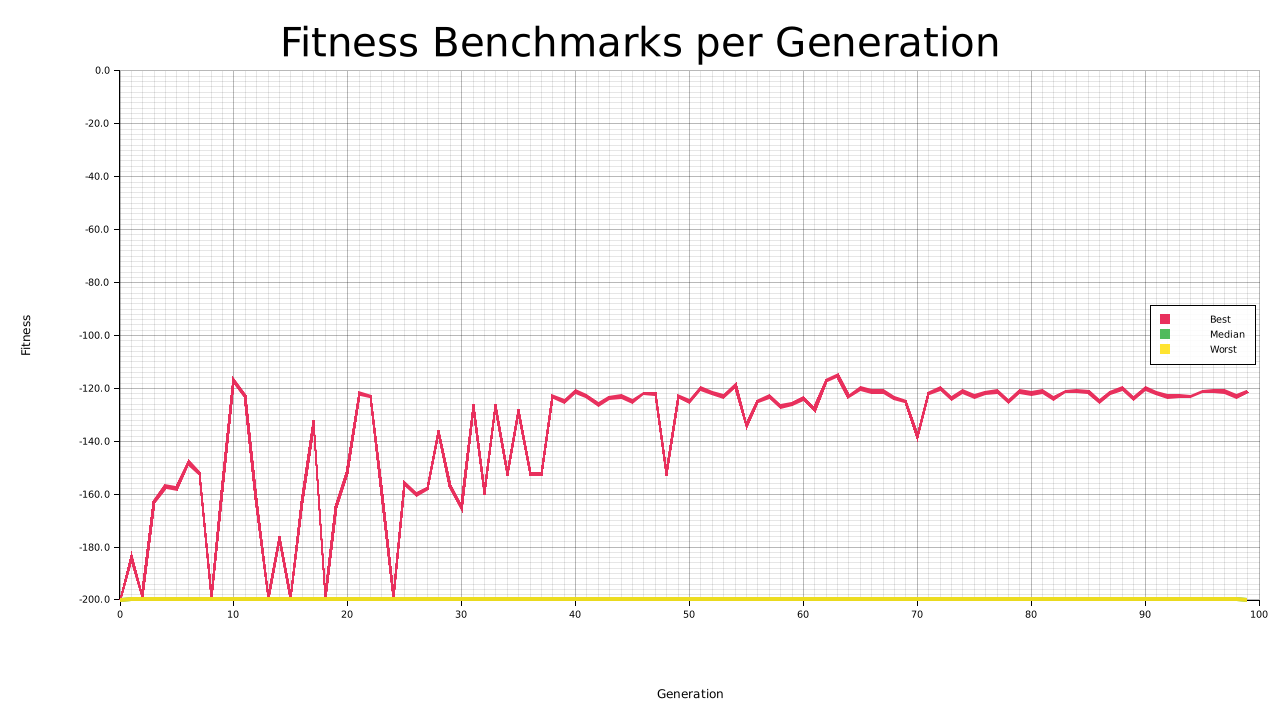 Fitness Benchmarks per Generation
0.0
-20.0
-40.0
-60.0
-80.0
-100.0
-120.0
-140.0
-160.0
-180.0
-200.0
Fitness
Best
Median
Worst
0 10 20 30 40 50 60 70 80 90 100
Generation